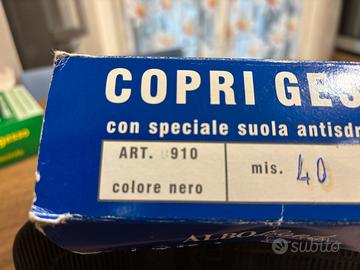 COPRI GES
con speciale suola antisdr
ART. 910
mis. 40
colore nero
subito